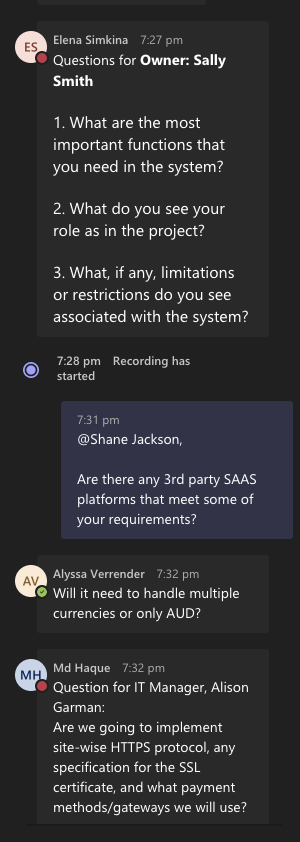 ES
Elena Simkina 7:27 pm
Questions for Owner: Sally
Smith
1. What are the most
important functions that
you need in the system?
2. What do you see your
role as in the project?
3. What, if any, limitations
or restrictions do you see
associated with the system?
7:28 pm Recording has
started
7:31 pm
@Shane Jackson,
Are there any 3rd party SAAS
platforms that meet some of
your requirements?
AV
Alyssa Verrender 7:32 pm
Will it need to handle multiple
currencies or only AUD?
MH
Md Haque 7:32 pm
Question for IT Manager, Alison
Garman:
Are we going to implement
site-wise HTTPS protocol, any
specification for the SSL
certificate, and what payment
methods/gateways we will use?